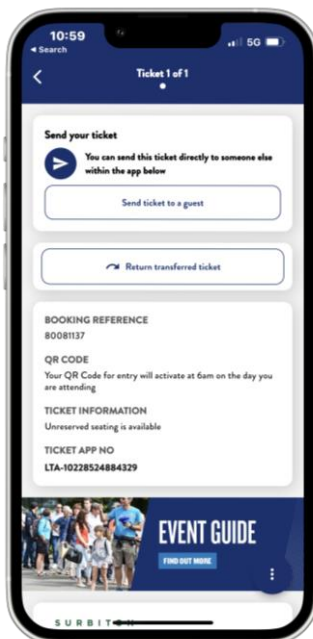 10:59
5G
◄ Search
Ticket 1 of 1
Send your ticket
You can send this ticket directly to someone else
within the app below
Send ticket to a guest
Return transferred ticket
BOOKING REFERENCE
80081137
QR CODE
Your QR Code for entry will activate at 6am on the day you
are attending
TICKET INFORMATION
Unreserved seating is available
TICKET APP NO
LTA-10228524884329
EVENT GUIDE
FIND OUT MORE
SURBITON